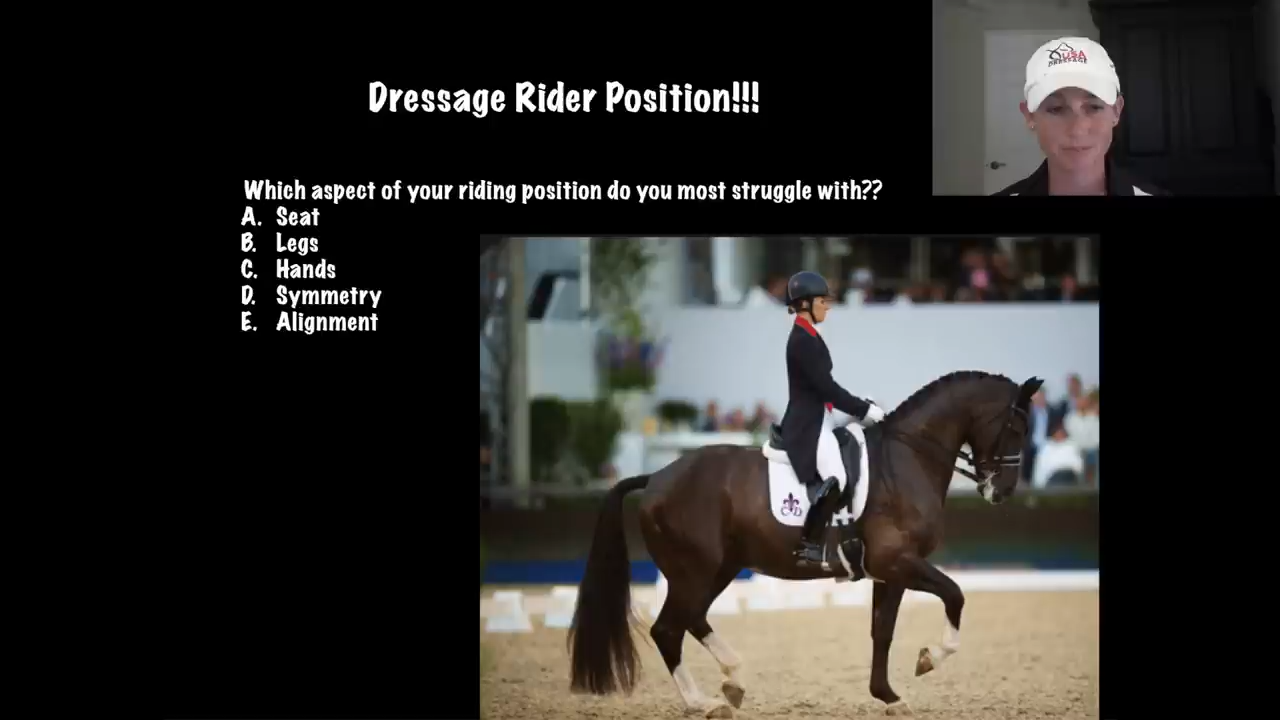 USA
DRESSAGE
Dressage Rider Position!!!
Which aspect of your riding position do you most struggle with??
A. Seat
B. Legs
C. Hands
D. Symmetry
E. Alignment